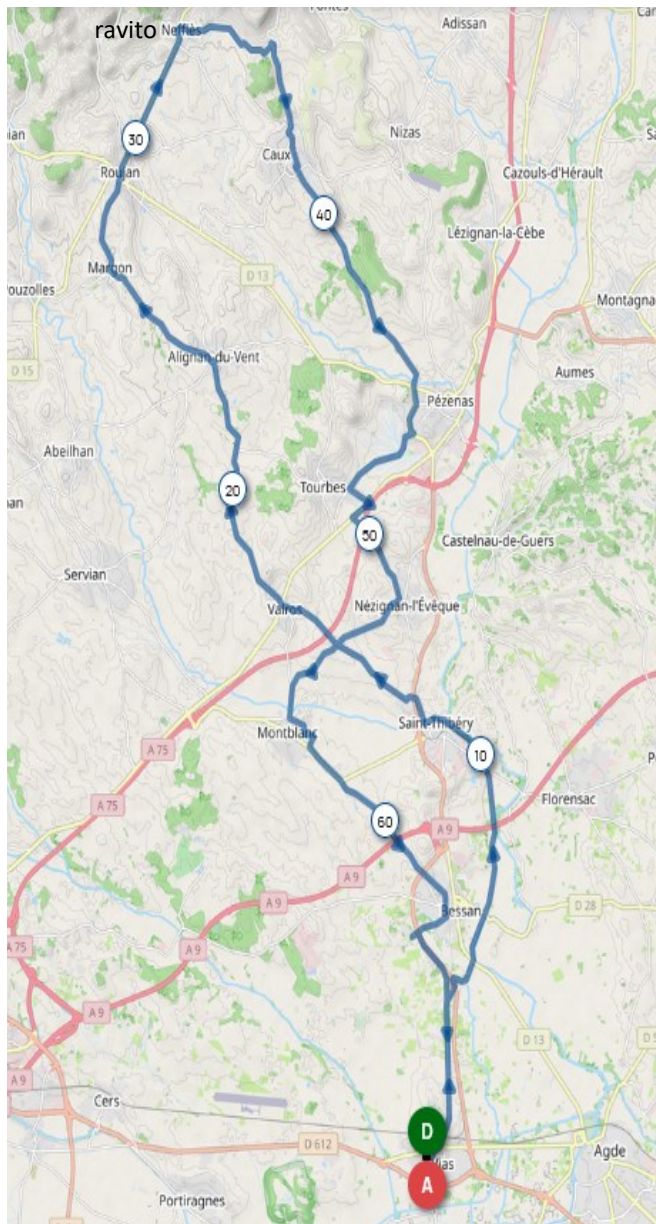 Pontes
Adissan
ravito
Neffiès
30
Nizas
Caux
Cazouls-d'Hérault
Roujan
40
Lézignan-la-Cèbe
Margon
D 13
Montagna
Alignan-du-Vent
D 15
Aumes
Pézenas
Abeilhan
20
Tourbes
50
Castelnau-de-Guers
Servian
Valros
Nézignan-l'Évêque
Saint-Thibéry
Montblanc
A 75
10
Florensac
A 75
60
A 9
A 9
A 9
Bessan
D 28
A 75
A 9
A 9
D 13
A 9
Cers
D
D 612
Agde
A
Portiragnes